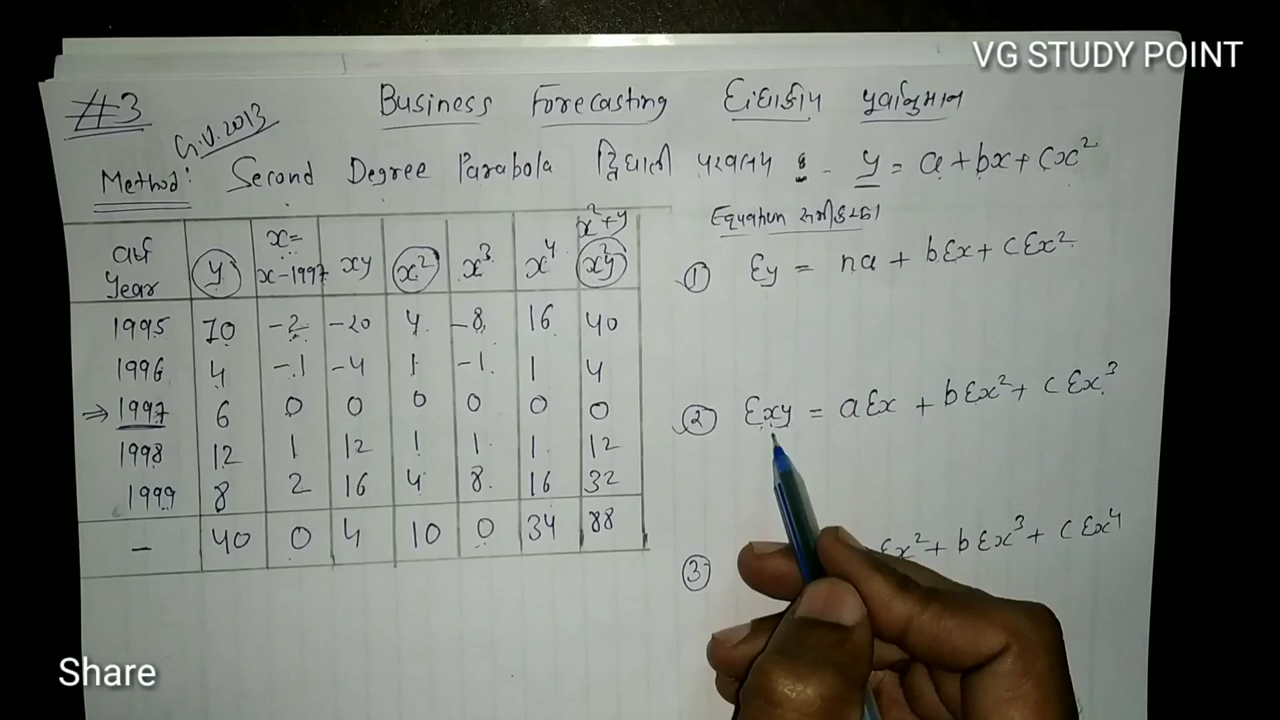 VG STUDY POINT
#3 Business Forecasting ધંધાકીય પૂર્વાનુમાન
G.U. 2013
Method: Second Degree Parabola દ્વિઘાતી પરવલય : - y = a + bx + cx²
Equation સમીકરણ
વર્ષ Year | y | x = x-1997 | xy | x² | x³ | x⁴ | x²+y x²y
1995 | 10 | -2 | -20 | 4 | -8 | 16 | 40
1996 | 4 | -1 | -4 | 1 | -1 | 1 | 4
⇒ 1997 | 6 | 0 | 0 | 0 | 0 | 0 | 0
1998 | 12 | 1 | 12 | 1 | 1 | 1 | 12
1999 | 8 | 2 | 16 | 4 | 8 | 16 | 32
- | 40 | 0 | 4 | 10 | 0 | 34 | 88
① Σy = na + bΣx + cΣx²
② Σxy = aΣx + bΣx² + cΣx³
③ Σx² + bΣx³ + cΣx⁴
Share